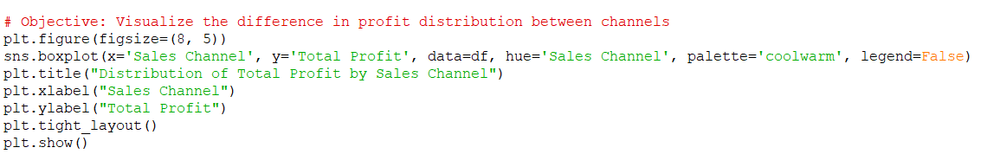 # Objective: Visualize the difference in profit distribution between channels
plt.figure(figsize=(8, 5))
sns.boxplot(x='Sales Channel', y='Total Profit', data=df, hue='Sales Channel', palette='coolwarm', legend=False)
plt.title("Distribution of Total Profit by Sales Channel")
plt.xlabel("Sales Channel")
plt.ylabel("Total Profit")
plt.tight_layout()
plt.show()